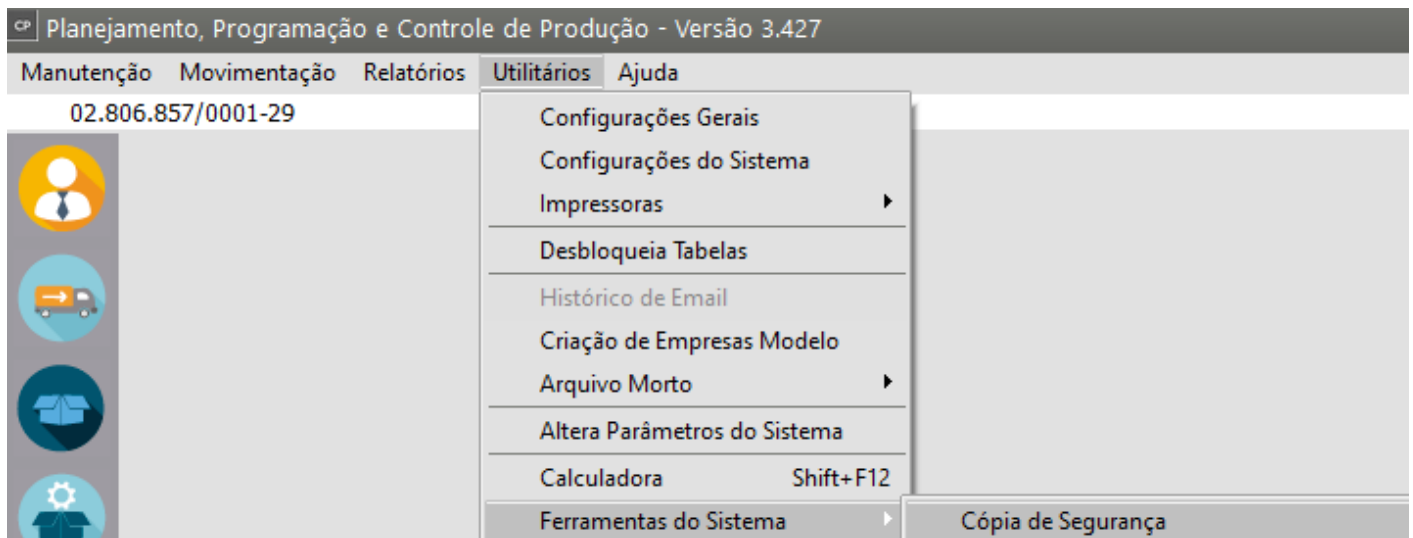 CP Planejamento, Programação e Controle de Produção - Versão 3.427
Manutenção Movimentação Relatórios Utilitários Ajuda
02.806.857/0001-29
Configurações Gerais
Configurações do Sistema
Impressoras
Desbloqueia Tabelas
Histórico de Email
Criação de Empresas Modelo
Arquivo Morto
Altera Parâmetros do Sistema
Calculadora Shift+F12
Ferramentas do Sistema Cópia de Segurança